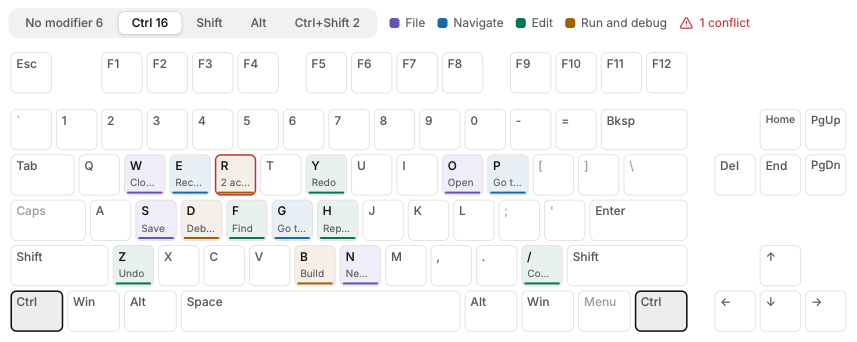 No modifier 6 Ctrl 16 Shift Alt Ctrl+Shift 2 File Navigate Edit Run and debug 1 conflict
Esc F1 F2 F3 F4 F5 F6 F7 F8 F9 F10 F11 F12
` 1 2 3 4 5 6 7 8 9 0 - = Bksp Home PgUp
Tab Q W E R T Y U I O P [ ] \ Del End PgDn
Clo... Rec... 2 ac... Redo Open Go t...
Caps A S D F G H J K L ; ' Enter
Save Deb... Find Go t... Rep...
Shift Z X C V B N M , . / Shift ↑
Undo Build Ne... Co...
Ctrl Win Alt Space Alt Win Menu Ctrl ← ↓ →